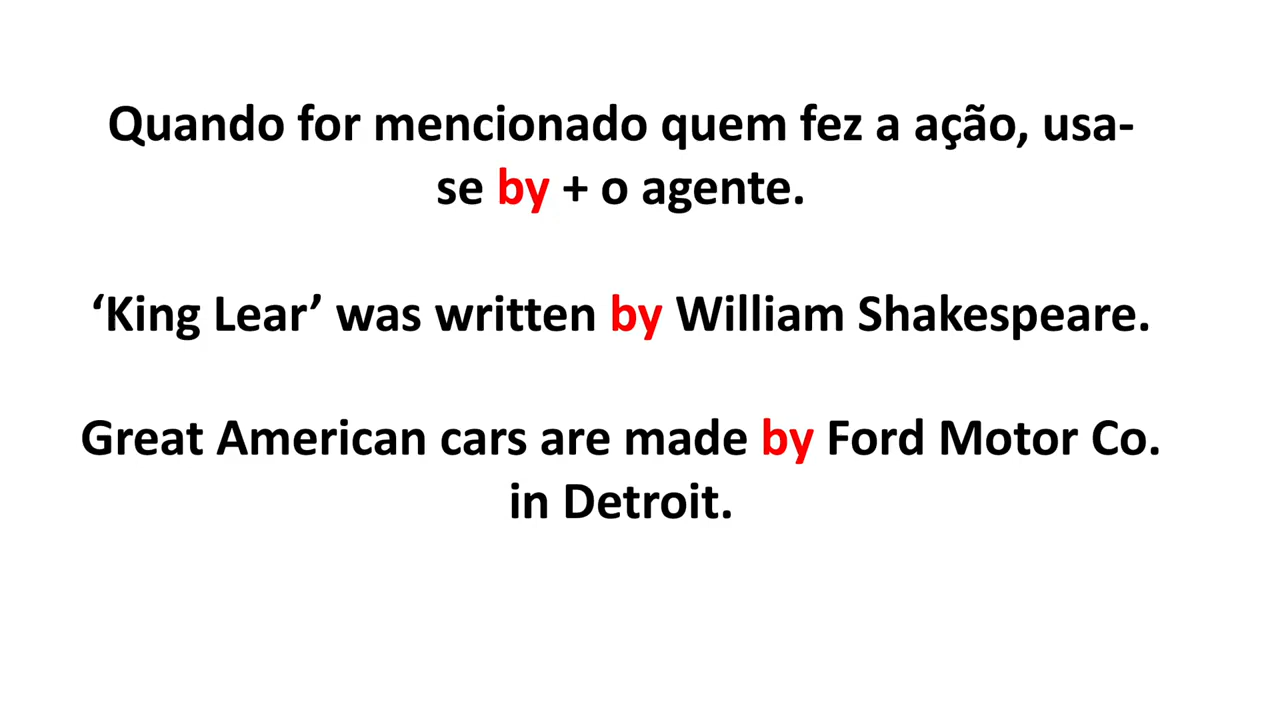 Quando for mencionado quem fez a ação, usa-
se by + o agente.
‘King Lear’ was written by William Shakespeare.
Great American cars are made by Ford Motor Co.
in Detroit.